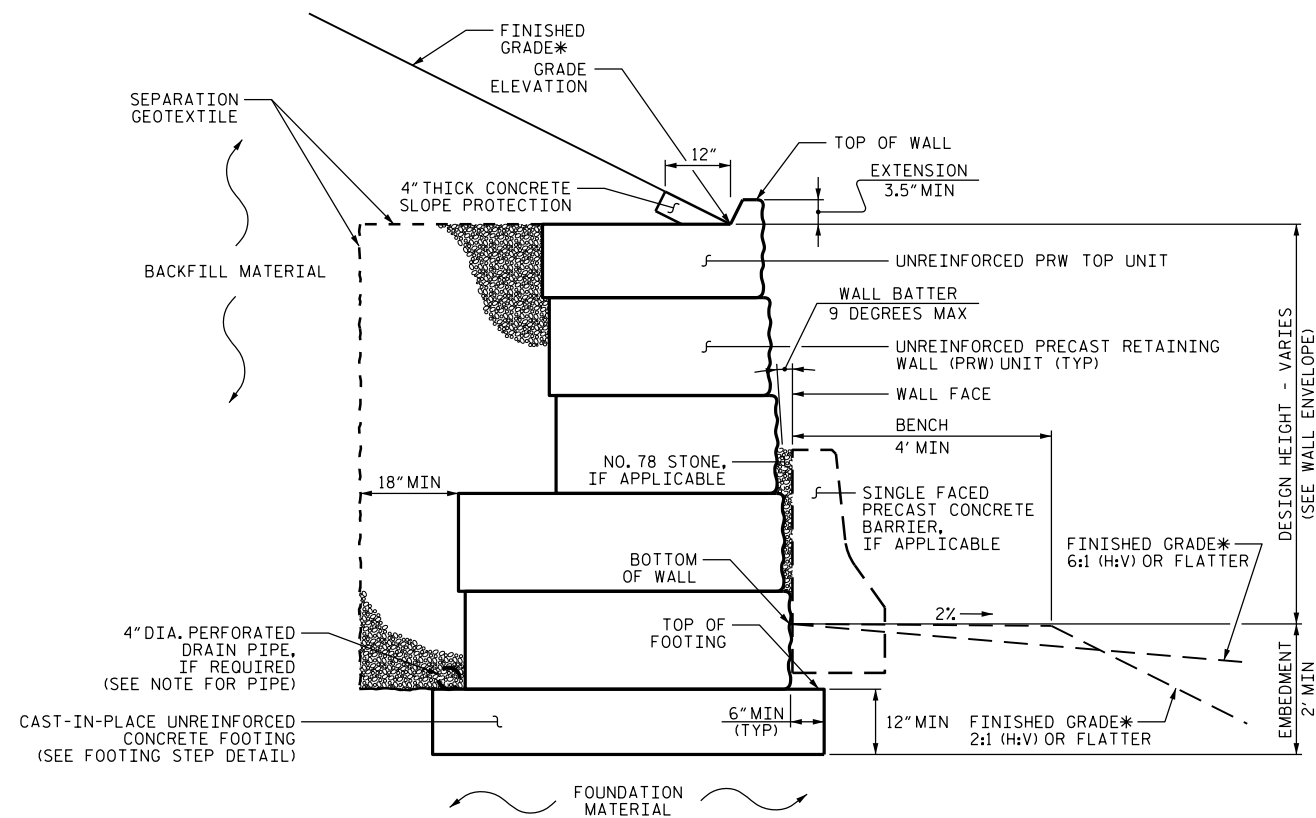 FINISHED
GRADE*
GRADE
ELEVATION
SEPARATION
GEOTEXTILE
TOP OF WALL
12"
EXTENSION
3.5" MIN
4" THICK CONCRETE
SLOPE PROTECTION
BACKFILL MATERIAL
UNREINFORCED PRW TOP UNIT
WALL BATTER
9 DEGREES MAX
UNREINFORCED PRECAST RETAINING
WALL (PRW) UNIT (TYP)
WALL FACE
BENCH
4' MIN
DESIGN HEIGHT - VARIES
(SEE WALL ENVELOPE)
NO. 78 STONE,
IF APPLICABLE
18" MIN
SINGLE FACED
PRECAST CONCRETE
BARRIER,
IF APPLICABLE
FINISHED GRADE*
6:1 (H:V) OR FLATTER
BOTTOM
OF WALL
2%
TOP OF
FOOTING
4" DIA. PERFORATED
DRAIN PIPE,
IF REQUIRED
(SEE NOTE FOR PIPE)
EMBEDMENT
2' MIN
CAST-IN-PLACE UNREINFORCED
CONCRETE FOOTING
(SEE FOOTING STEP DETAIL)
6" MIN
(TYP)
12" MIN
FINISHED GRADE*
2:1 (H:V) OR FLATTER
FOUNDATION
MATERIAL